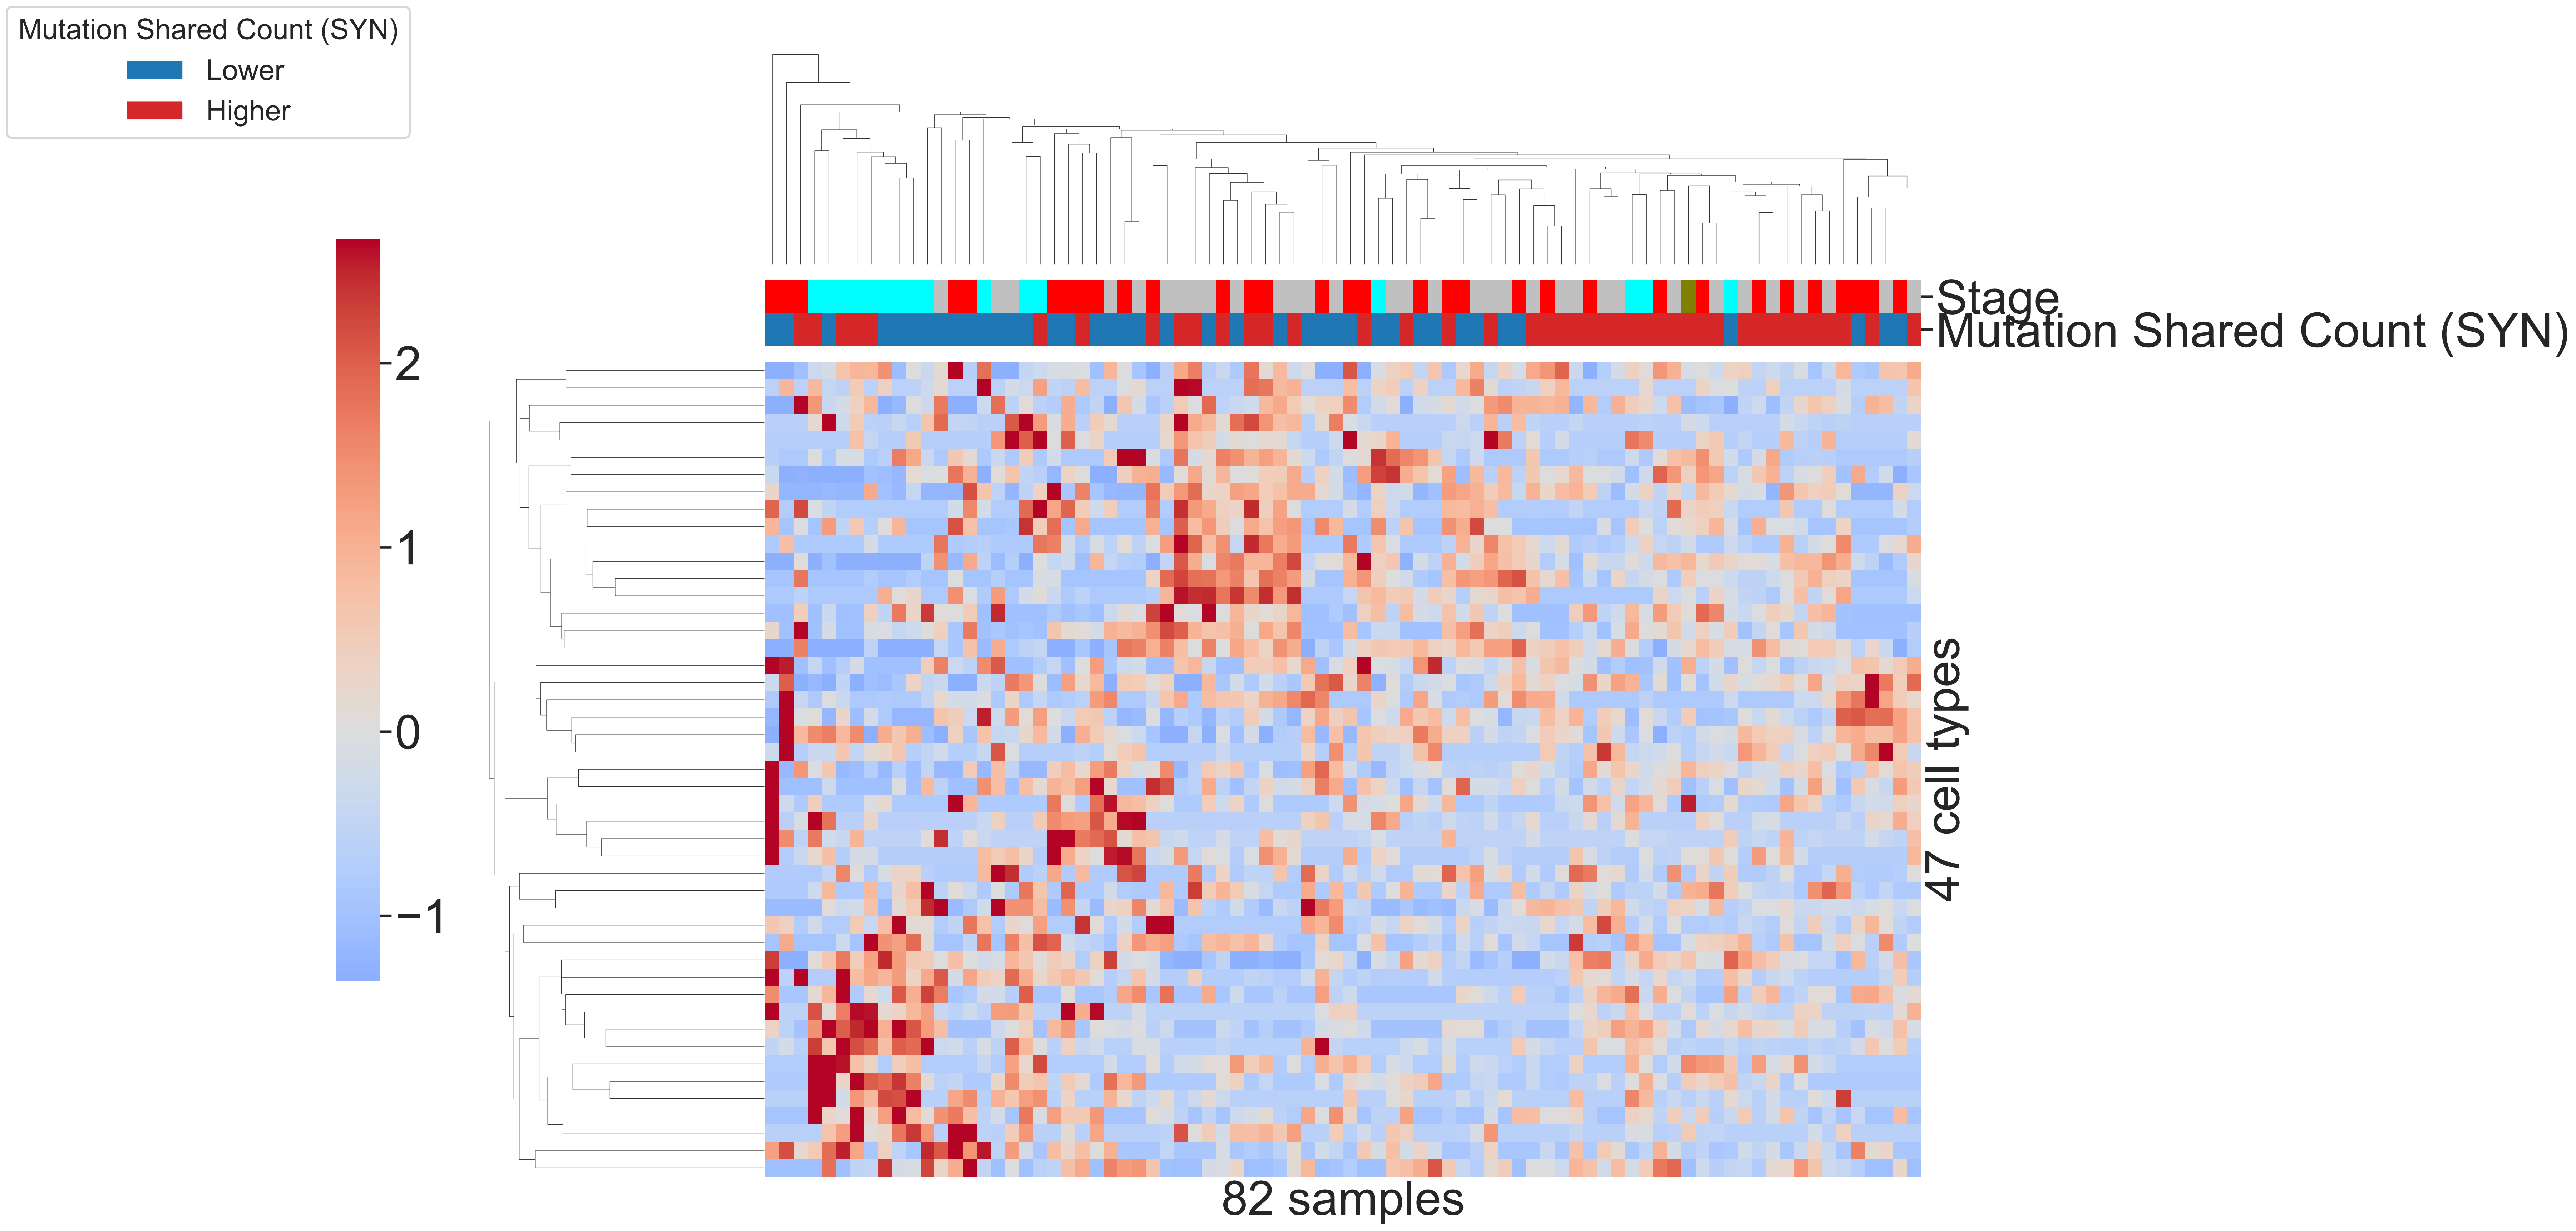 Mutation Shared Count (SYN)
Lower
Higher
Stage
Mutation Shared Count (SYN)
2
1
0
−1
47 cell types
82 samples